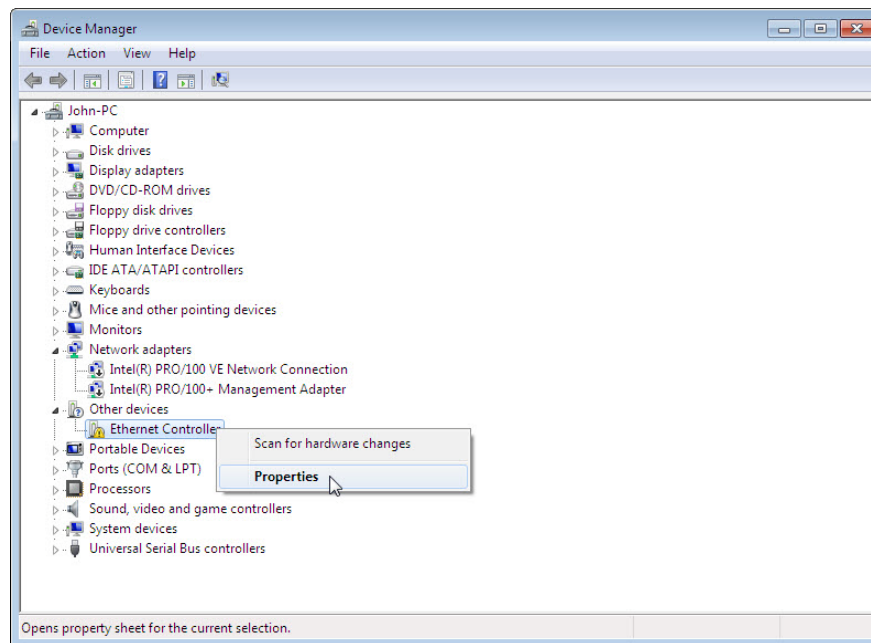 Device Manager
File Action View Help
John-PC
Computer
Disk drives
Display adapters
DVD/CD-ROM drives
Floppy disk drives
Floppy drive controllers
Human Interface Devices
IDE ATA/ATAPI controllers
Keyboards
Mice and other pointing devices
Monitors
Network adapters
Intel(R) PRO/100 VE Network Connection
Intel(R) PRO/100+ Management Adapter
Other devices
Ethernet Controller
Scan for hardware changes
Portable Devices
Ports (COM & LPT)
Properties
Processors
Sound, video and game controllers
System devices
Universal Serial Bus controllers
Opens property sheet for the current selection.